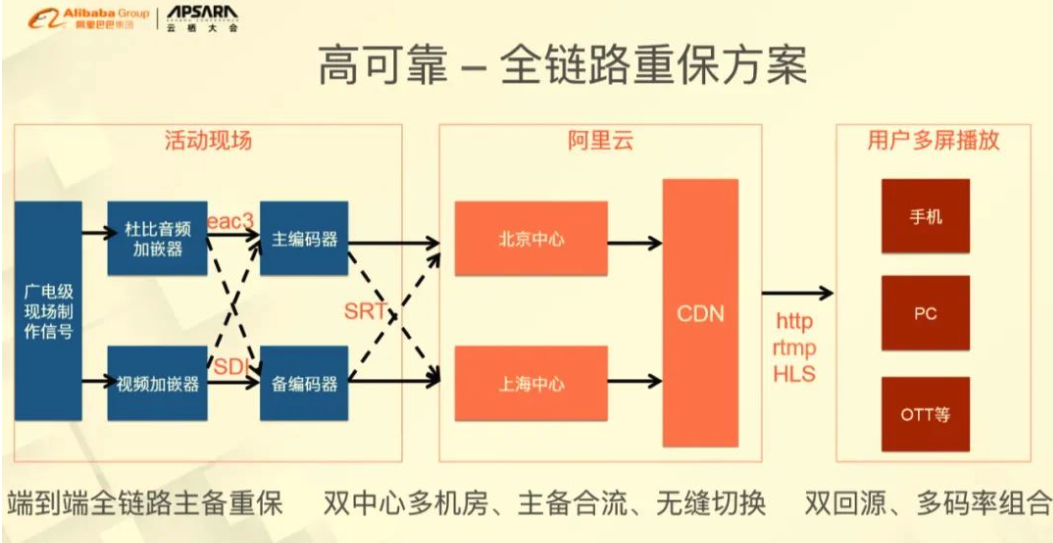 Alibaba Group
阿里巴巴集团
APSARA
云栖大会
高可靠 – 全链路重保方案
活动现场
阿里云
用户多屏播放
广电级
现场制
作信号
杜比音频
加嵌器
eac3
主编码器
视频加嵌器
SDI
备编码器
SRT
北京中心
上海中心
CDN
http
rtmp
HLS
手机
PC
OTT等
端到端全链路主备重保
双中心多机房、主备合流、无缝切换
双回源、多码率组合